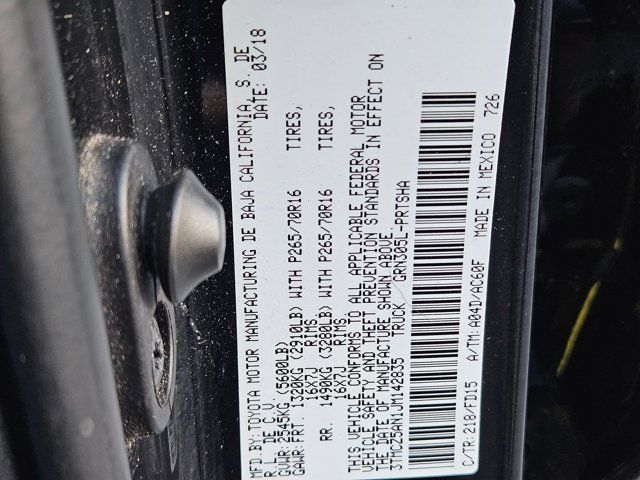 MFD BY: TOYOTA MOTOR MANUFACTURING DE BAJA CALIFORNIA, S. DE
R.L. DE C.V. DATE: 03/18
GVWR: 2545KG (5600LB)
GAWR: FRT. 1320KG (2910LB) WITH P265/70R16 TIRES,
16X7J RIMS,
RR. 1490KG (3280LB) WITH P265/70R16 TIRES,
16X7J RIMS.
THIS VEHICLE CONFORMS TO ALL APPLICABLE FEDERAL MOTOR
VEHICLE SAFETY AND THEFT PREVENTION STANDARDS IN EFFECT ON
THE DATE OF MANUFACTURE SHOWN ABOVE.
3TMCZ5AN1JM142835 TRUCK GRN305L-PRTSHA
C/TR: 218/FD15 A/TM: A04D/AC60F MADE IN MEXICO 726